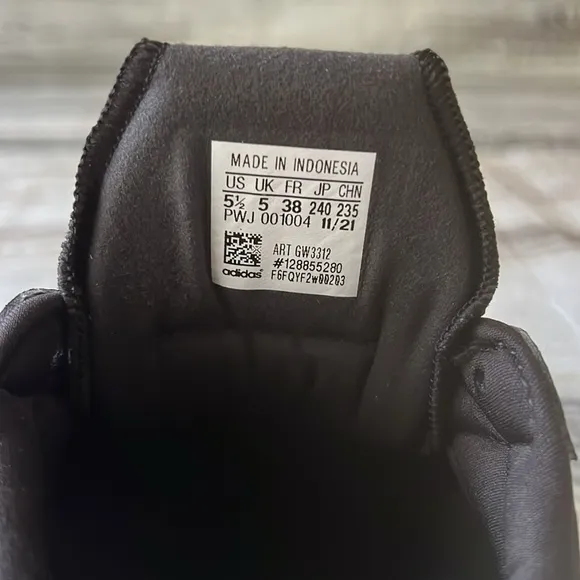 MADE IN INDONESIA
US UK FR JP CHN
5½ 5 38 240 235
PWJ 001004 11/21
ART GW3312
#128855280
adidas F6FQYF2W00203